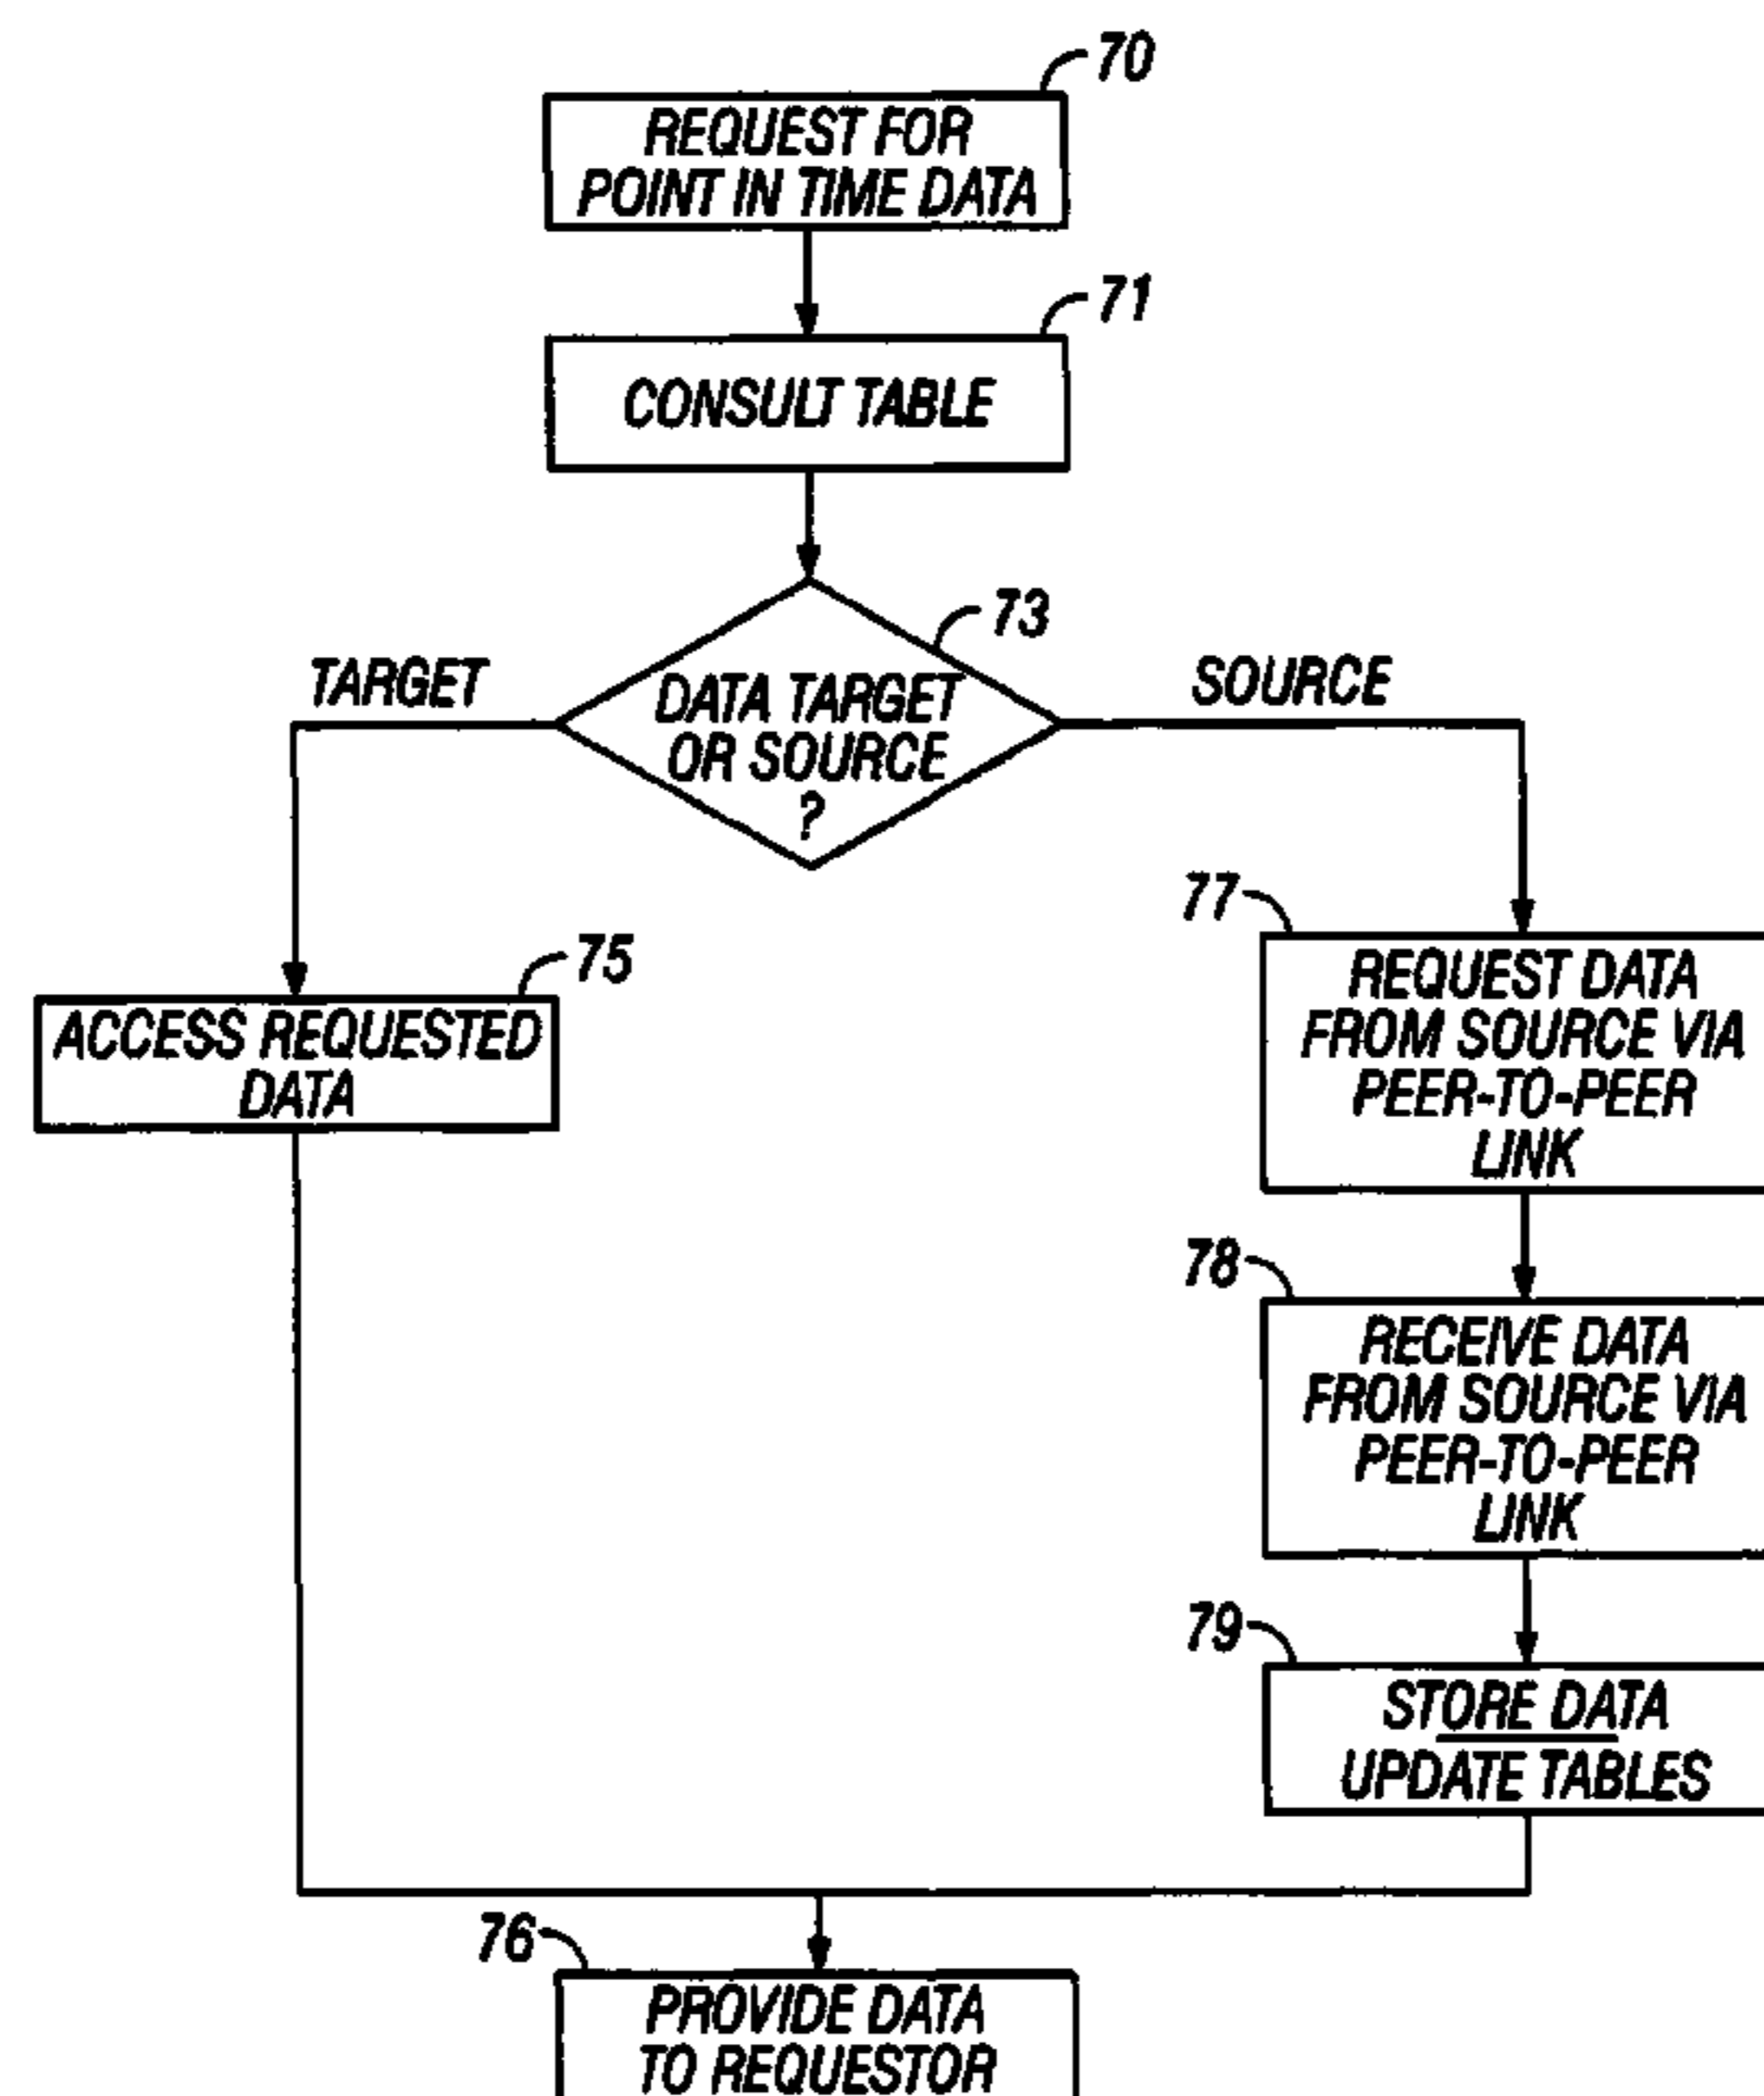 70
REQUEST FOR
POINT IN TIME DATA
71
CONSULT TABLE
73
DATA TARGET
OR SOURCE
?
TARGET
SOURCE
75
ACCESS REQUESTED
DATA
77
REQUEST DATA
FROM SOURCE VIA
PEER-TO-PEER
LINK
78
RECEIVE DATA
FROM SOURCE VIA
PEER-TO-PEER
LINK
79
STORE DATA
UPDATE TABLES
76
PROVIDE DATA
TO REQUESTOR